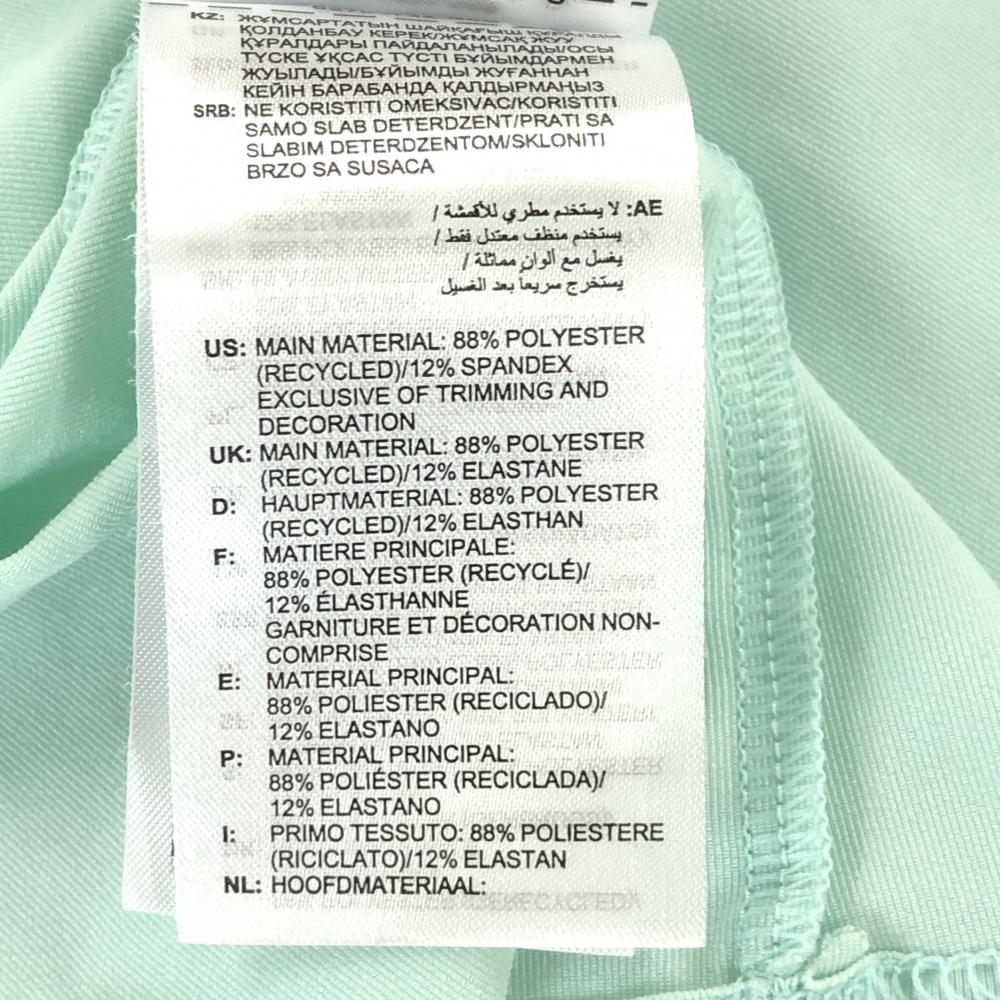 KZ: ЖҰМСАРТАТЫН ШАЙҚАҒЫШ ҚҰРАЛДЫ
ҚОЛДАНБАУ КЕРЕК/ЖҰМСАҚ ЖУУ
ҚҰРАЛДАРЫ ПАЙДАЛАНЫЛАДЫ/ОСЫ
ТҮСКЕ ҰҚСАС ТҮСТІ БҰЙЫМДАРМЕН
ЖУЫЛАДЫ/БҰЙЫМДЫ ЖУҒАННАН
КЕЙІН БАРАБАНДА ҚАЛДЫРМАҢЫЗ
SRB: NE KORISTITI OMEKSIVAC/KORISTITI
SAMO SLAB DETERDZENT/PRATI SA
SLABIM DETERDZENTOM/SKLONITI
BRZO SA SUSACA
AE: لا يستخدم مطري للأقمشة /
يستخدم منظف معتدل فقط /
يغسل مع ألوان مماثلة /
يستخرج سريعاً بعد الغسيل
US: MAIN MATERIAL: 88% POLYESTER
(RECYCLED)/12% SPANDEX
EXCLUSIVE OF TRIMMING AND
DECORATION
UK: MAIN MATERIAL: 88% POLYESTER
(RECYCLED)/12% ELASTANE
D: HAUPTMATERIAL: 88% POLYESTER
(RECYCLED)/12% ELASTHAN
F: MATIERE PRINCIPALE:
88% POLYESTER (RECYCLÉ)/
12% ÉLASTHANNE
GARNITURE ET DÉCORATION NON-
COMPRISE
E: MATERIAL PRINCIPAL:
88% POLIESTER (RECICLADO)/
12% ELASTANO
P: MATERIAL PRINCIPAL:
88% POLIÉSTER (RECICLADA)/
12% ELASTANO
I: PRIMO TESSUTO: 88% POLIESTERE
(RICICLATO)/12% ELASTAN
NL: HOOFDMATERIAAL: